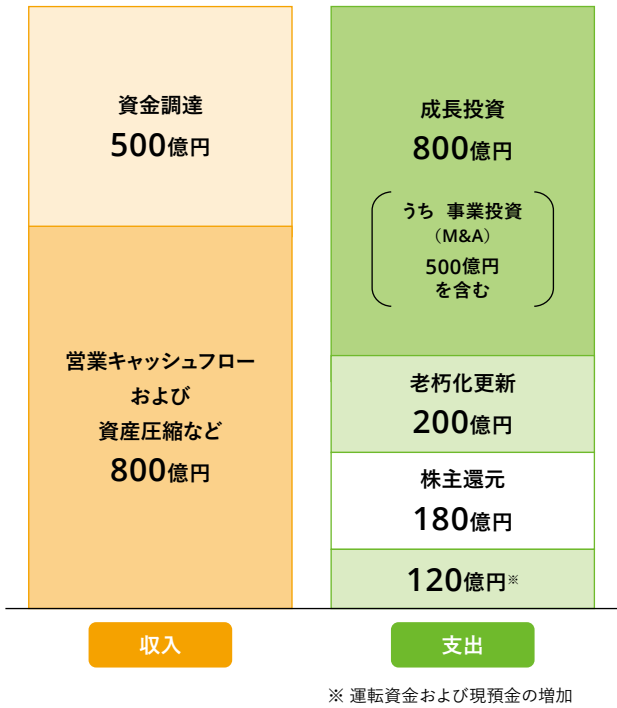 資金調達
500億円
営業キャッシュフロー
および
資産圧縮など
800億円
収入
成長投資
800億円
うち 事業投資
（M&A）
500億円
を含む
老朽化更新
200億円
株主還元
180億円
120億円※
支出
※ 運転資金および現預金の増加